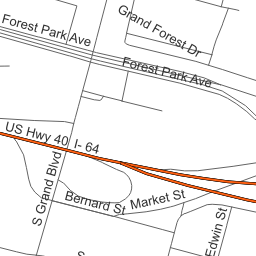 Grand Forest Dr
Forest Park Ave
Forest Park Ave
US Hwy 40 I- 64
S Grand Blvd
Bernard St
Market St
Edwin St
S